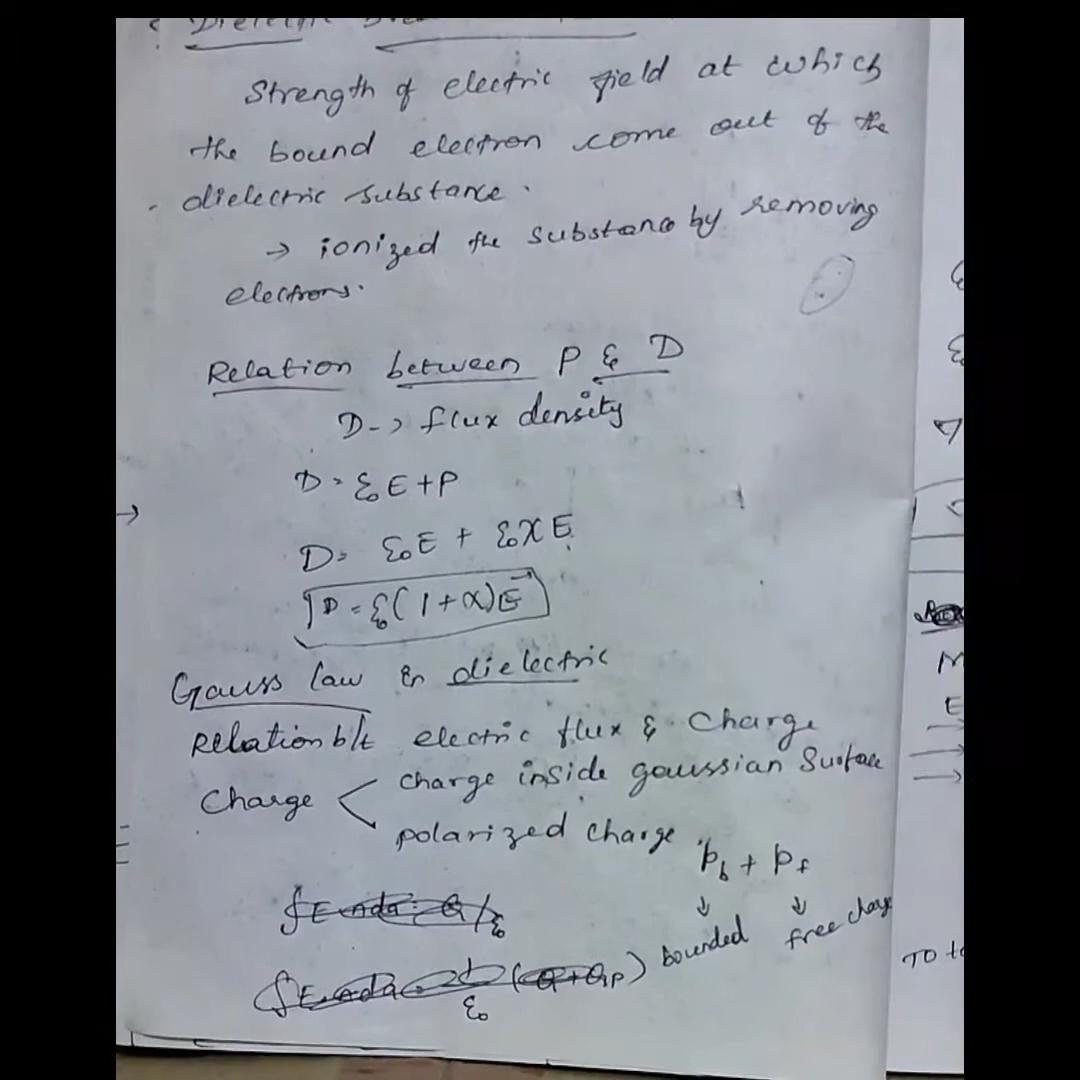 Strength of electric field at which
the bound electron come out of the
dielectric substance.
→ ionized the substance by removing
electrons.
Relation between P & D
D -> flux density
D = ε₀E+P
D = ε₀E + ε₀χE
D = ε₀(1+χ)E⃗
Gauss law in dielectric
Relation b/t electric flux & Charge
Charge < charge inside gaussian Surface
polarized charge
ρb + ρf
↓ ↓
bounded free charge
TO